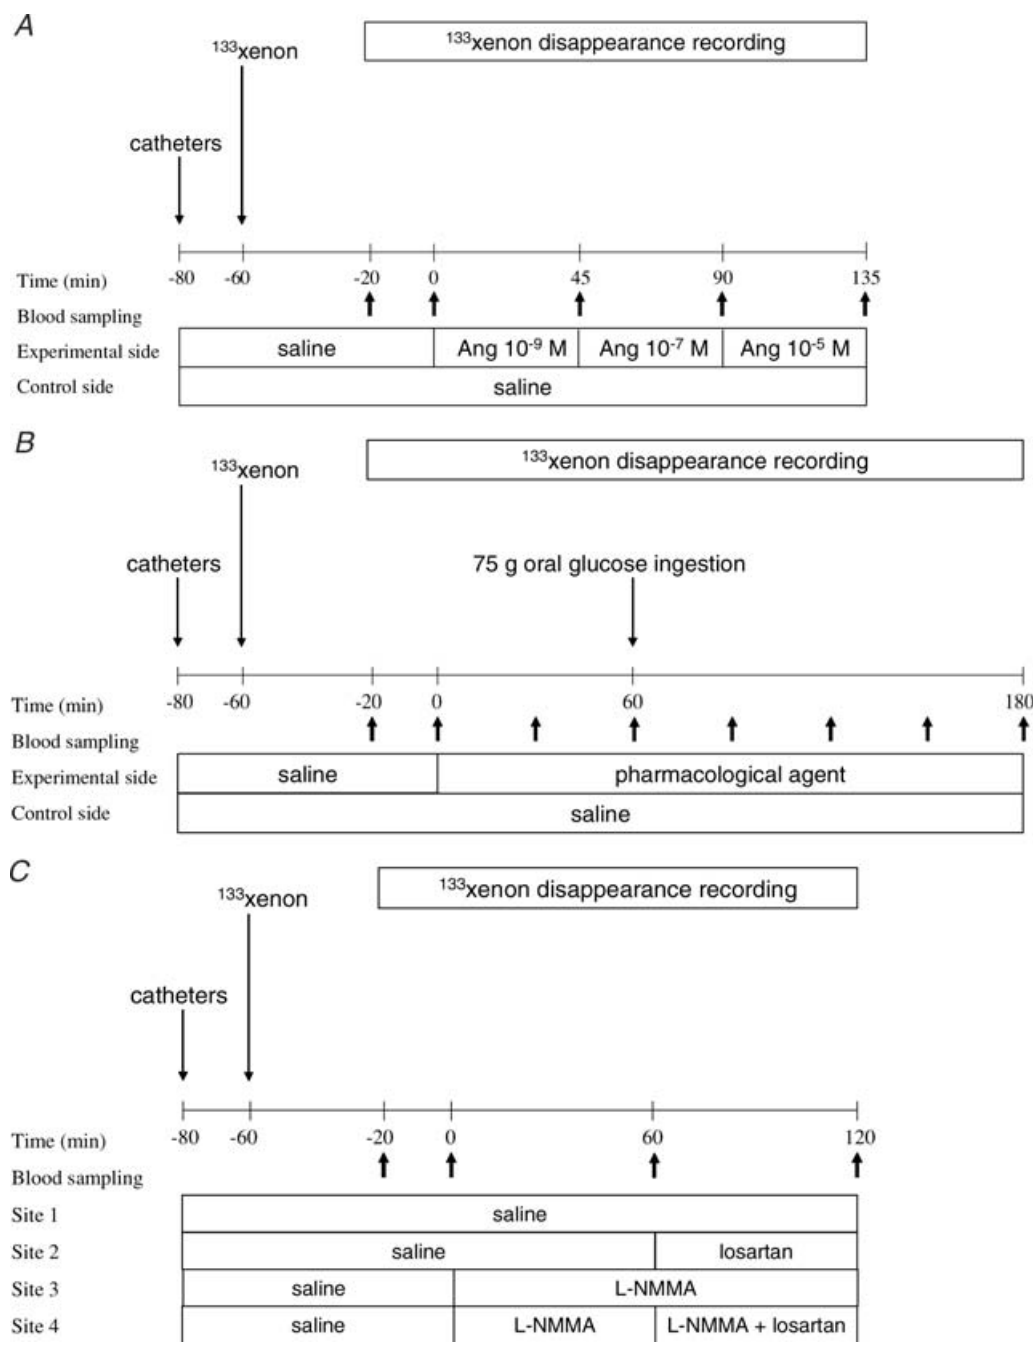 A
¹³³xenon disappearance recording
¹³³xenon
catheters
Time (min) -80 -60 -20 0 45 90 135
Blood sampling
Experimental side saline Ang 10⁻⁹ M Ang 10⁻⁷ M Ang 10⁻⁵ M
Control side saline
B
¹³³xenon disappearance recording
¹³³xenon
catheters 75 g oral glucose ingestion
Time (min) -80 -60 -20 0 60 180
Blood sampling
Experimental side saline pharmacological agent
Control side saline
C
¹³³xenon disappearance recording
¹³³xenon
catheters
Time (min) -80 -60 -20 0 60 120
Blood sampling
Site 1 saline
Site 2 saline losartan
Site 3 saline L-NMMA
Site 4 saline L-NMMA L-NMMA + losartan